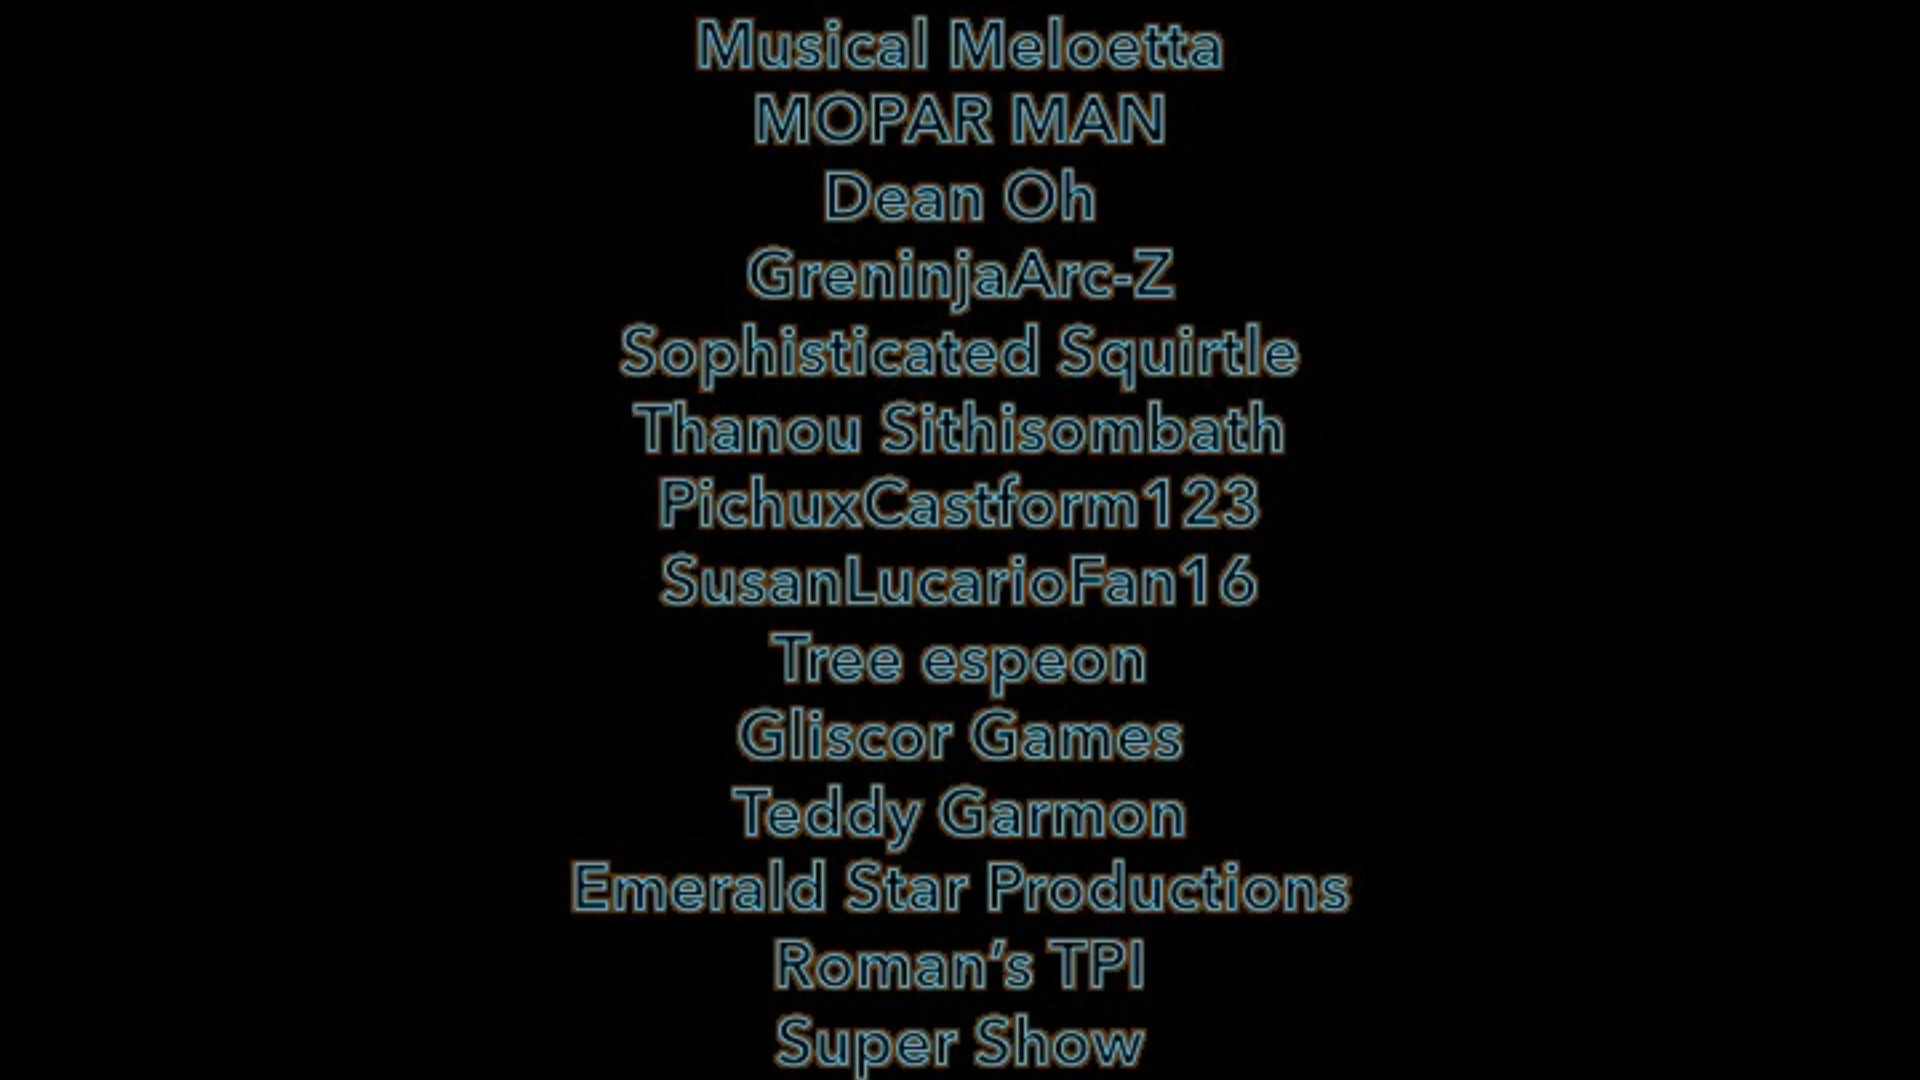 Musical Meloetta
MOPAR MAN
Dean Oh
GreninjaArc-Z
Sophisticated Squirtle
Thanou Sithisombath
PichuxCastform123
SusanLucarioFan16
Tree espeon
Gliscor Games
Teddy Garmon
Emerald Star Productions
Roman’s TPI
Super Show